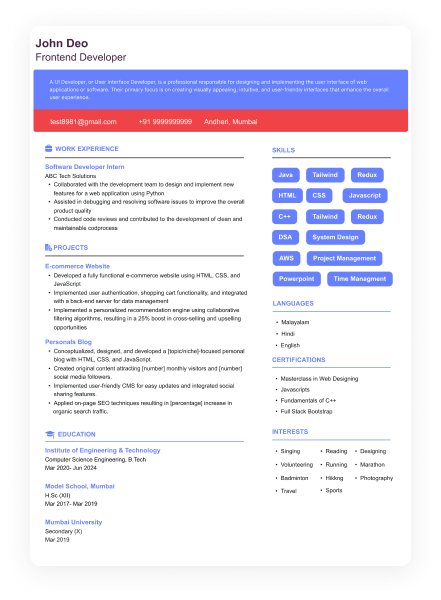 John Deo
Frontend Developer
A UI Developer, or User Interface Developer, is a professional responsible for designing and implementing the user interface of web
applications or software. Their primary focus is on creating visually appealing, intuitive, and user-friendly interfaces that enhance the overall
user experience.
test8981@gmail.com +91 9999999999 Andheri, Mumbai
WORK EXPERIENCE
Software Developer Intern
ABC Tech Solutions
• Collaborated with the development team to design and implement new
features for a web application using Python
• Assisted in debugging and resolving software issues to improve the overall
product quality
• Conducted code reviews and contributed to the development of clean and
maintainable codprocess
PROJECTS
E-commerce Website
• Developed a fully functional e-commerce website using HTML, CSS, and
JavaScript
• Implemented user authentication, shopping cart functionality, and integrated
with a back-end server for data management
• Implemented a personalized recommendation engine using collaborative
filtering algorithms, resulting in a 25% boost in cross-selling and upselling
opportunities
Personals Blog
• Conceptualized, designed, and developed a [topic/niche]-focused personal
blog with HTML, CSS, and JavaScript.
• Created original content attracting [number] monthly visitors and [number]
social media followers.
• Implemented user-friendly CMS for easy updates and integrated social
sharing features.
• Applied on-page SEO techniques resulting in [percentage] increase in
organic search traffic.
EDUCATION
Institute of Engineering & Technology
Computer Science Engineering, B.Tech
Mar 2020- Jun 2024
Model School, Mumbai
H.Sc (XII)
Mar 2017- Mar 2019
Mumbai University
Secondary (X)
Mar 2019
SKILLS
Java Tailwind Redux
HTML CSS Javascript
C++ Tailwind Redux
DSA System Design
AWS Project Management
Powerpoint Time Managment
LANGUAGES
• Malayalam
• Hindi
• English
CERTIFICATIONS
• Masterclass in Web Designing
• Javascripts
• Fundamentals of C++
• Full Stack Bootstrap
INTERESTS
• Singing • Reading • Designing
• Volunteering • Running • Marathon
• Badminton • Hikking • Photography
• Travel • Sports